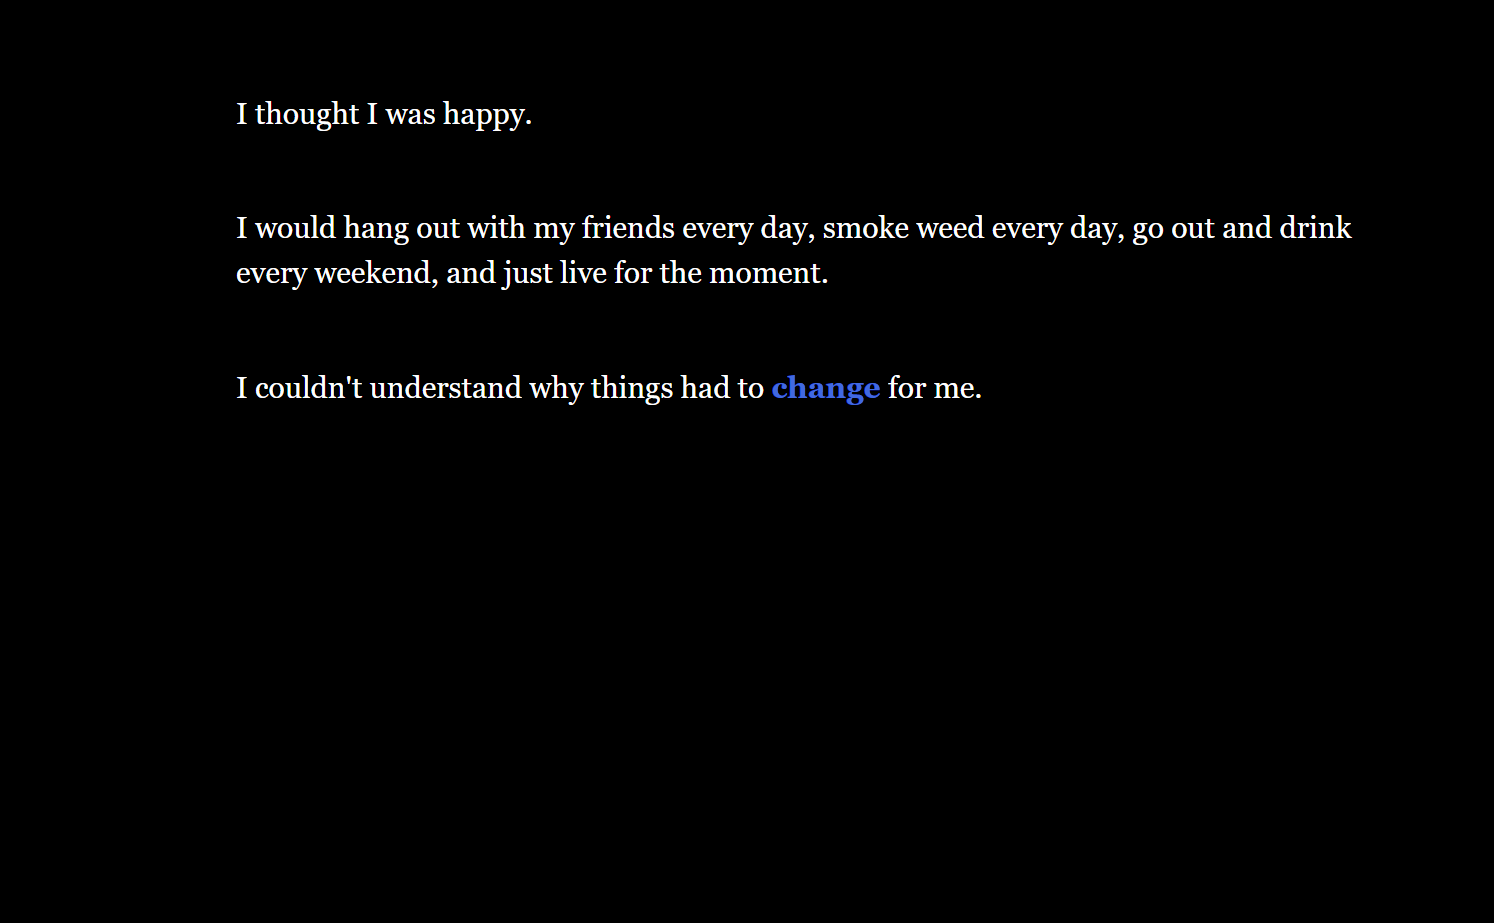 I thought I was happy.
I would hang out with my friends every day, smoke weed every day, go out and drink
every weekend, and just live for the moment.
I couldn't understand why things had to change for me.